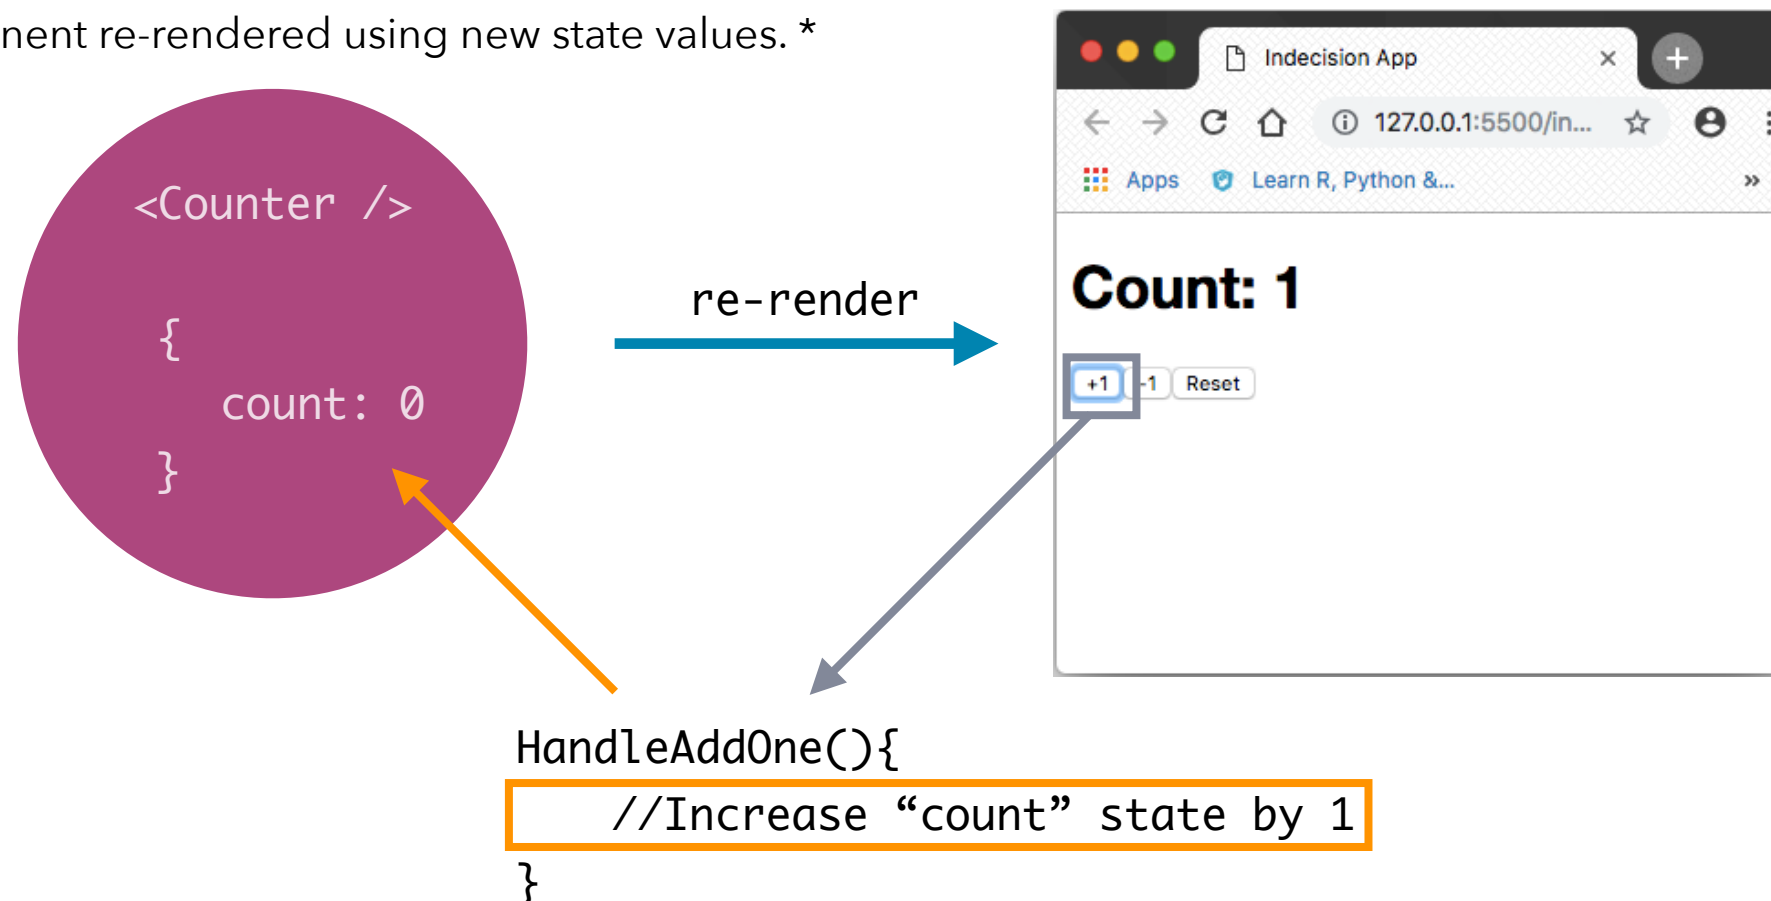 nent re-rendered using new state values. *
Indecision App
127.0.0.1:5500/in...
Apps Learn R, Python &...
»
<Counter />
{
count: 0
}
re-render
Count: 1
+1 -1 Reset
HandleAddOne(){
//Increase “count” state by 1
}